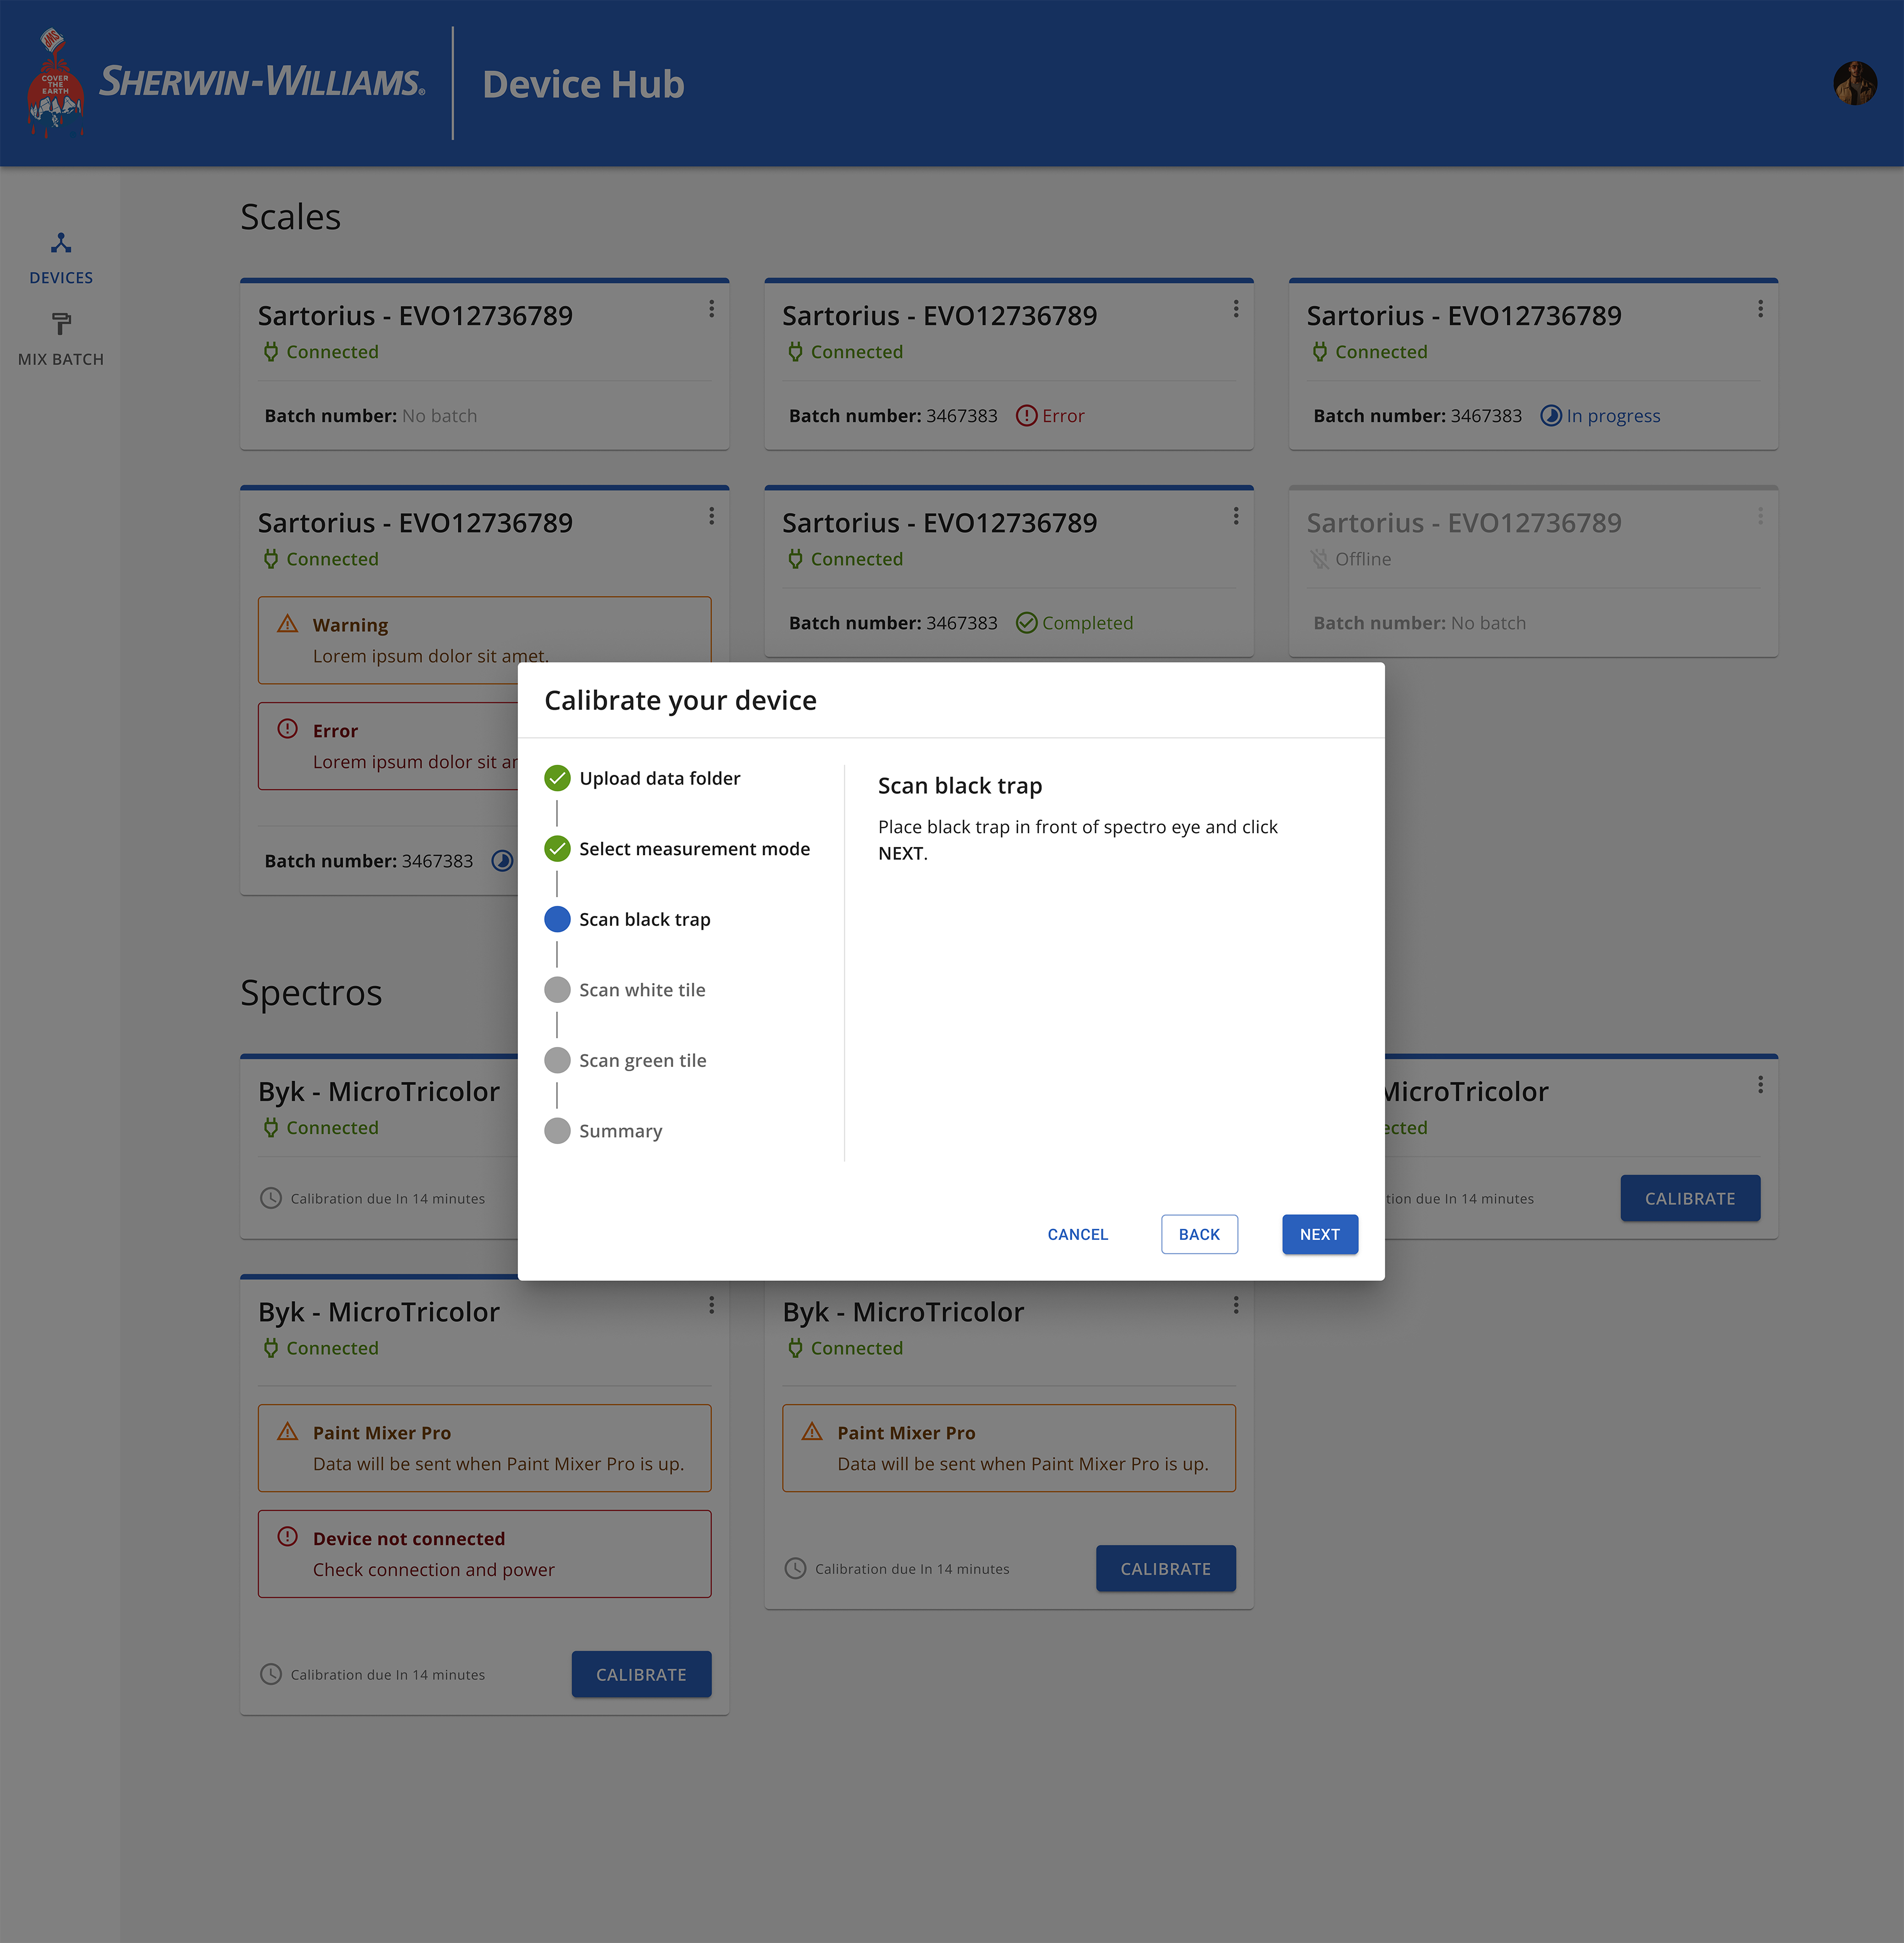 SWP
COVER
THE
EARTH
SHERWIN-WILLIAMS®
Device Hub
DEVICES
MIX BATCH
Scales
Sartorius - EVO12736789
Connected
Batch number: No batch
Sartorius - EVO12736789
Connected
Batch number: 3467383 Error
Sartorius - EVO12736789
Connected
Batch number: 3467383 In progress
Sartorius - EVO12736789
Connected
Warning
Lorem ipsum dolor sit amet.
Error
Lorem ipsum dolor sit
Batch number: 3467383
Sartorius - EVO12736789
Connected
Batch number: 3467383 Completed
Sartorius - EVO12736789
Offline
Batch number: No batch
Calibrate your device
Upload data folder
Select measurement mode
Scan black trap
Scan white tile
Scan green tile
Summary
Scan black trap
Place black trap in front of spectro eye and click
NEXT.
CANCEL
BACK
NEXT
Spectros
Byk - MicroTricolor
Connected
Calibration due In 14 minutes
MicroTricolor
ected
tion due In 14 minutes
CALIBRATE
Byk - MicroTricolor
Connected
Paint Mixer Pro
Data will be sent when Paint Mixer Pro is up.
Device not connected
Check connection and power
Calibration due In 14 minutes
CALIBRATE
Byk - MicroTricolor
Connected
Paint Mixer Pro
Data will be sent when Paint Mixer Pro is up.
Calibration due In 14 minutes
CALIBRATE